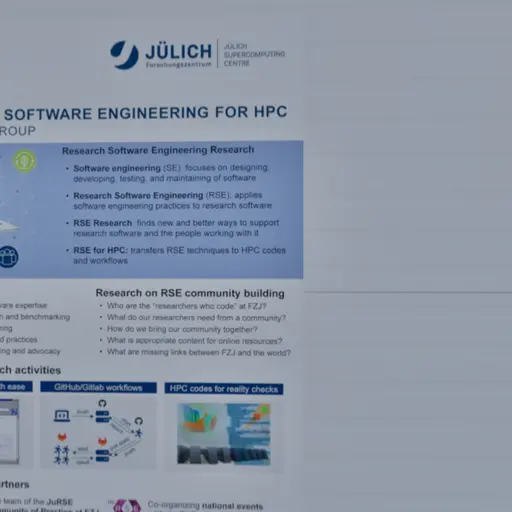 JÜLICH
Forschungszentrum
JÜLICH
SUPERCOMPUTING
CENTRE
SOFTWARE ENGINEERING FOR HPC
ROUP
Research Software Engineering Research
• Software engineering (SE) focuses on designing,
developing, testing, and maintaining of software
• Research Software Engineering (RSE): applies
software engineering practices to research software
• RSE Research finds new and better ways to support
research software and the people working with it
• RSE for HPC: transfers RSE techniques to HPC codes
and workflows
ware expertise
h and benchmarking
ning
d practices
ing and advocacy
Research on RSE community building
• Who are the "researchers who code" at FZJ?
• What do our researchers need from a community?
• How do we bring our community together?
• What is appropriate content for online resources?
• What are missing links between FZJ and the world?
ch activities
h ease
GitHub/Gitlab workflows
HPC codes for reality checks
push
rtners
team of the JuRSE
Co-organizing national events